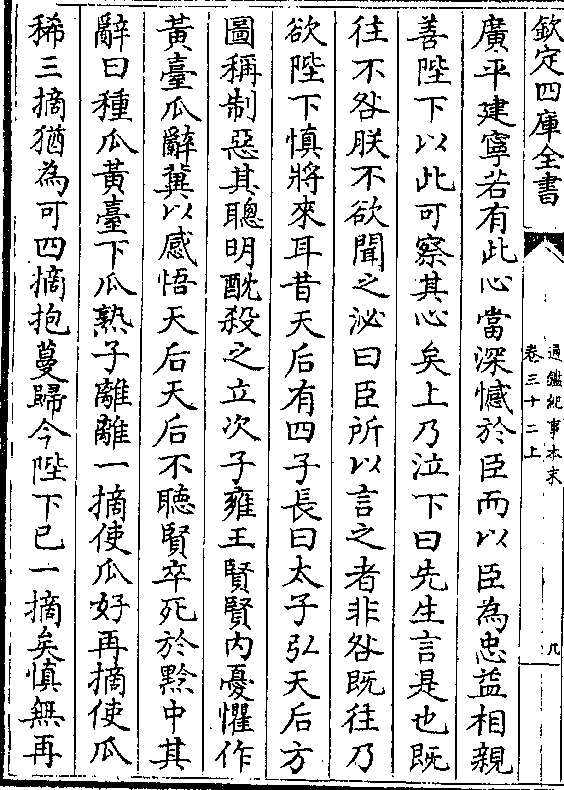 欽定四庫全書
通鑑紀事本末
卷三十二上
九
廣平建寧若有此心當深憾於臣而以臣為忠益相親
善陛下以此可察其心矣上乃泣下曰先生言是也既
往不咎朕不欲聞之泌曰臣所以言之者非咎既往乃
欲陛下慎將來耳昔天后有四子長曰太子弘天后方
圖稱制惡其聰明酖殺之立次子雍王賢賢內憂懼作
黃臺瓜辭冀以感悟天后天后不聽賢卒死於黔中其
辭曰種瓜黃臺下瓜熟子離離一摘使瓜好再摘使瓜
稀三摘猶為可四摘抱蔓歸今陛下已一摘矣慎無再